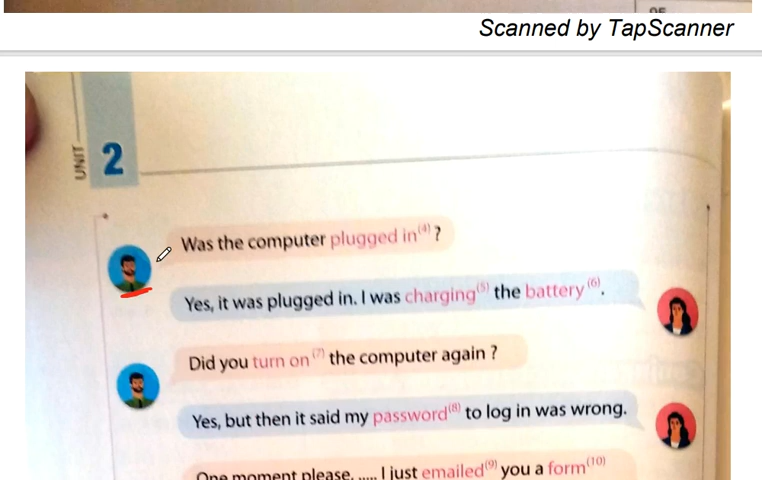 Scanned by TapScanner
UNIT 2
Was the computer plugged in(4) ?
Yes, it was plugged in. I was charging(5) the battery (6).
Did you turn on (7) the computer again ?
Yes, but then it said my password(8) to log in was wrong.
One moment please. ..... I just emailed(9) you a form(10)